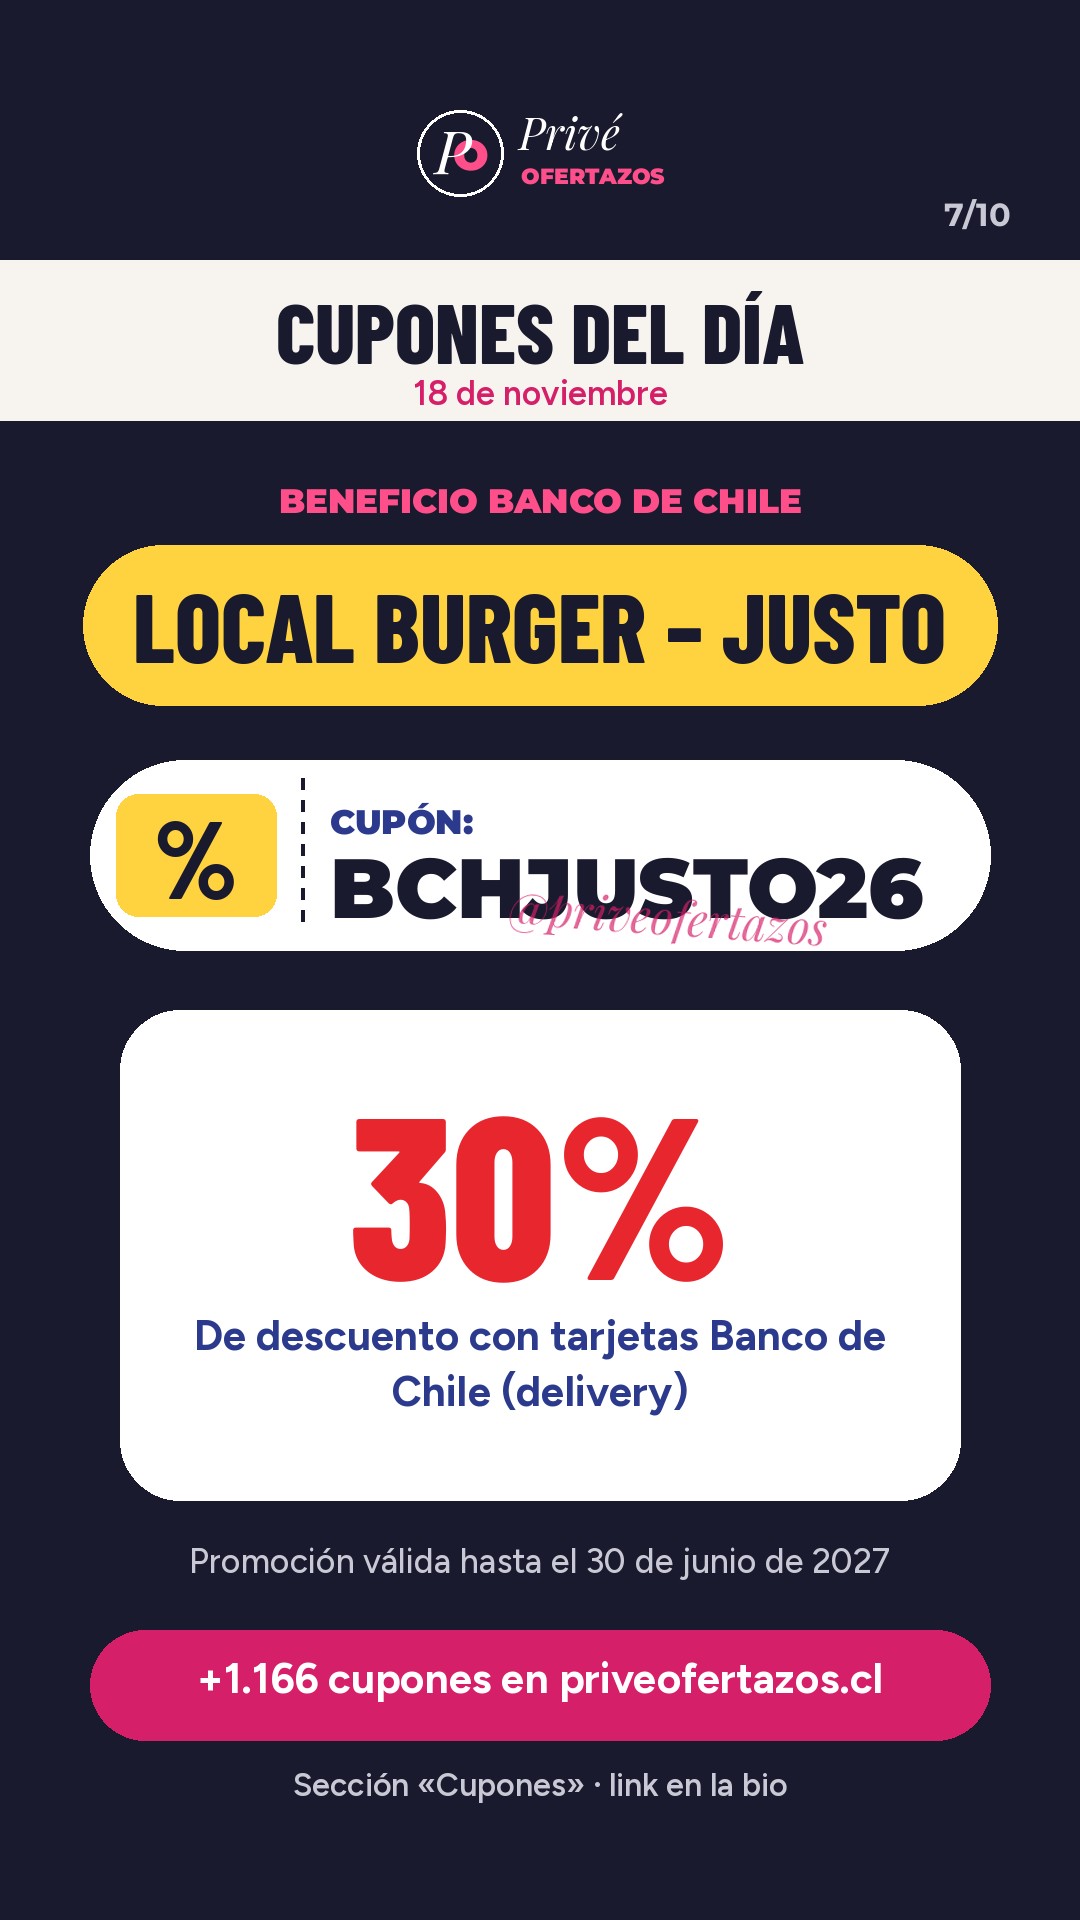 Po
Privé
OFERTAZOS
7/10
CUPONES DEL DÍA
18 de noviembre
BENEFICIO BANCO DE CHILE
LOCAL BURGER – JUSTO
%
CUPÓN:
BCHJUSTO26
@priveofertazos
30%
De descuento con tarjetas Banco de
Chile (delivery)
Promoción válida hasta el 30 de junio de 2027
+1.166 cupones en priveofertazos.cl
Sección «Cupones» · link en la bio